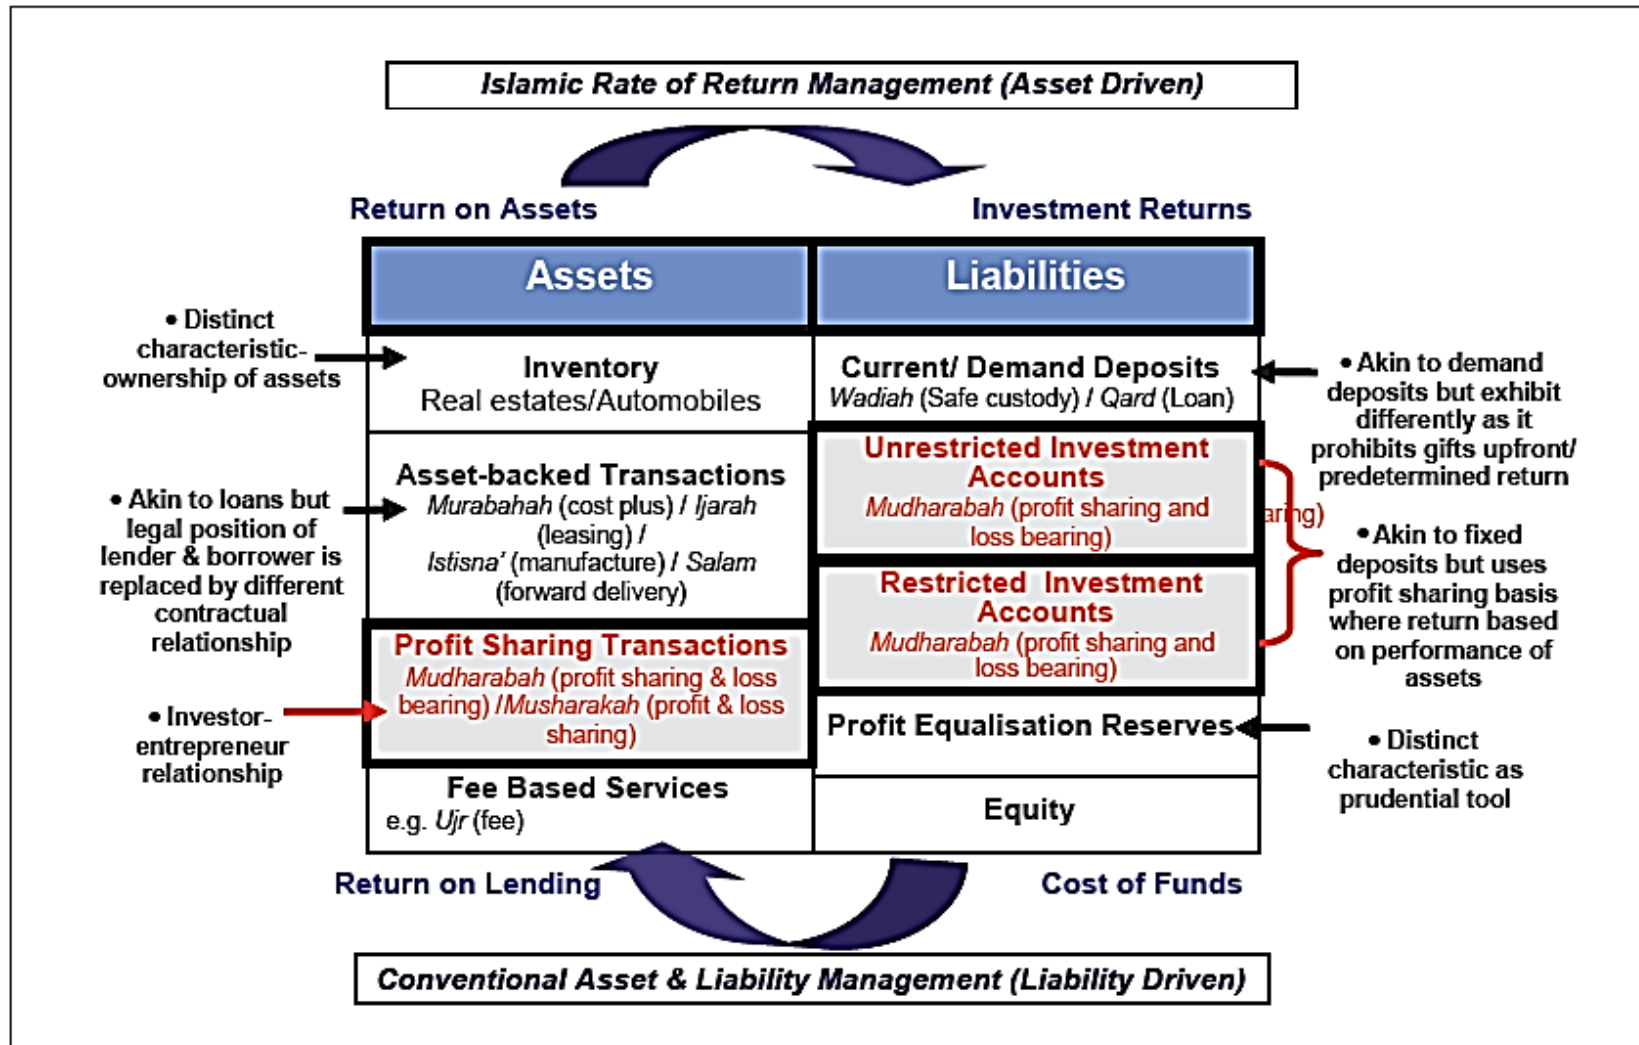 Islamic Rate of Return Management (Asset Driven)
Return on Assets
Investment Returns
Assets
Liabilities
• Distinct
characteristic-
ownership of assets
Inventory
Real estates/Automobiles
Current/ Demand Deposits
Wadiah (Safe custody) / Qard (Loan)
• Akin to demand
deposits but exhibit
differently as it
prohibits gifts upfront/
predetermined return
• Akin to loans but
legal position of
lender & borrower is
replaced by different
contractual
relationship
Asset-backed Transactions
Murabahah (cost plus) / Ijarah
(leasing) /
Istisna' (manufacture) / Salam
(forward delivery)
Unrestricted Investment
Accounts
Mudharabah (profit sharing and
loss bearing)
aring)
Restricted Investment
Accounts
Mudharabah (profit sharing and
loss bearing)
• Akin to fixed
deposits but uses
profit sharing basis
where return based
on performance of
assets
• Investor-
entrepreneur
relationship
Profit Sharing Transactions
Mudharabah (profit sharing & loss
bearing) /Musharakah (profit & loss
sharing)
Profit Equalisation Reserves
• Distinct
characteristic as
prudential tool
Fee Based Services
e.g. Ujr (fee)
Equity
Return on Lending
Cost of Funds
Conventional Asset & Liability Management (Liability Driven)